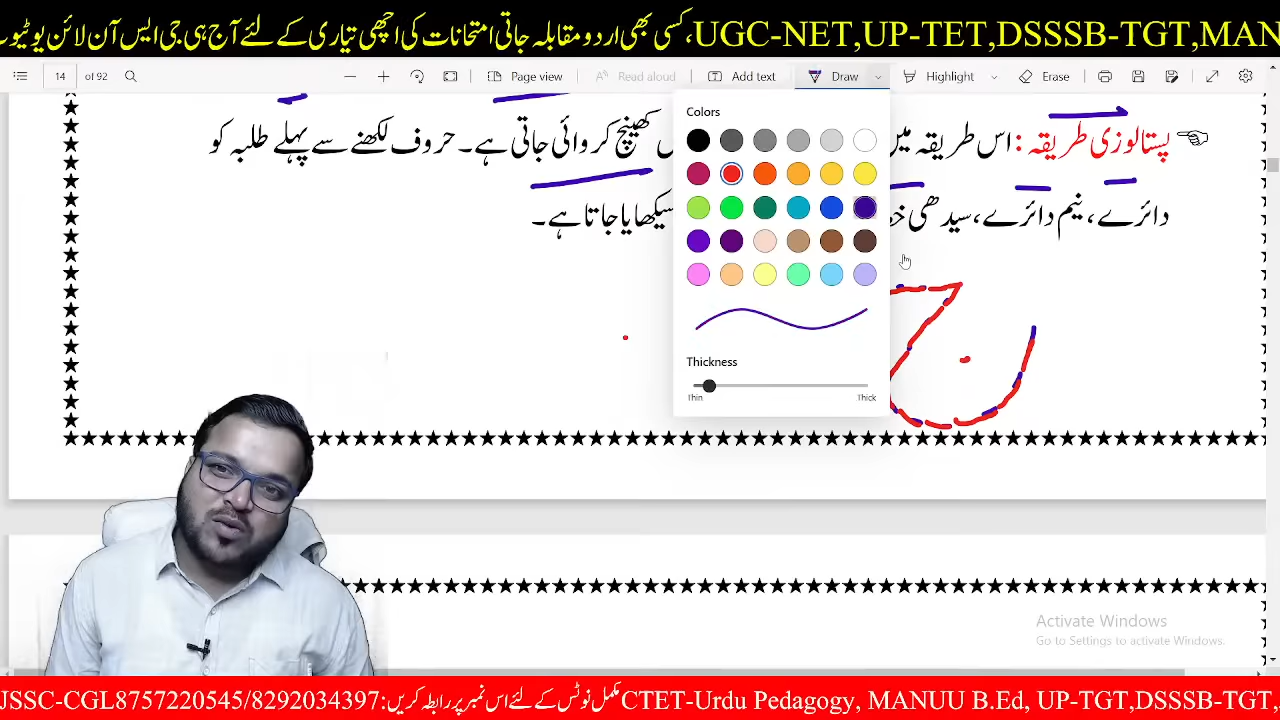 UGC-NET,UP-TET,DSSSB-TGT,MAN ،کسی بھی اردو مقابلہ جاتی امتحانات کی اچھی تیاری کے لئے آج ہی جی ایس آن لائن یوٹیوب
14 of 92 Page view Read aloud Add text Draw Highlight Erase
Colors
پستالوزی طریقہ : اس طریقہ میں کھینچ کر کروائی جاتی ہے۔ حروف لکھنے سے پہلے طلبہ کو
دائرے، نیم دائرے، سیدھی سیکھایا جاتا ہے۔
Thickness
Thin Thick
Activate Windows
Go to Settings to activate Windows.
JSSC-CGL8757220545/8292034397:مکمل نوٹس کے لئے اس نمبر پر رابطہ کریں CTET-Urdu Pedagogy, MANUU B.Ed, UP-TGT,DSSSB-TGT,